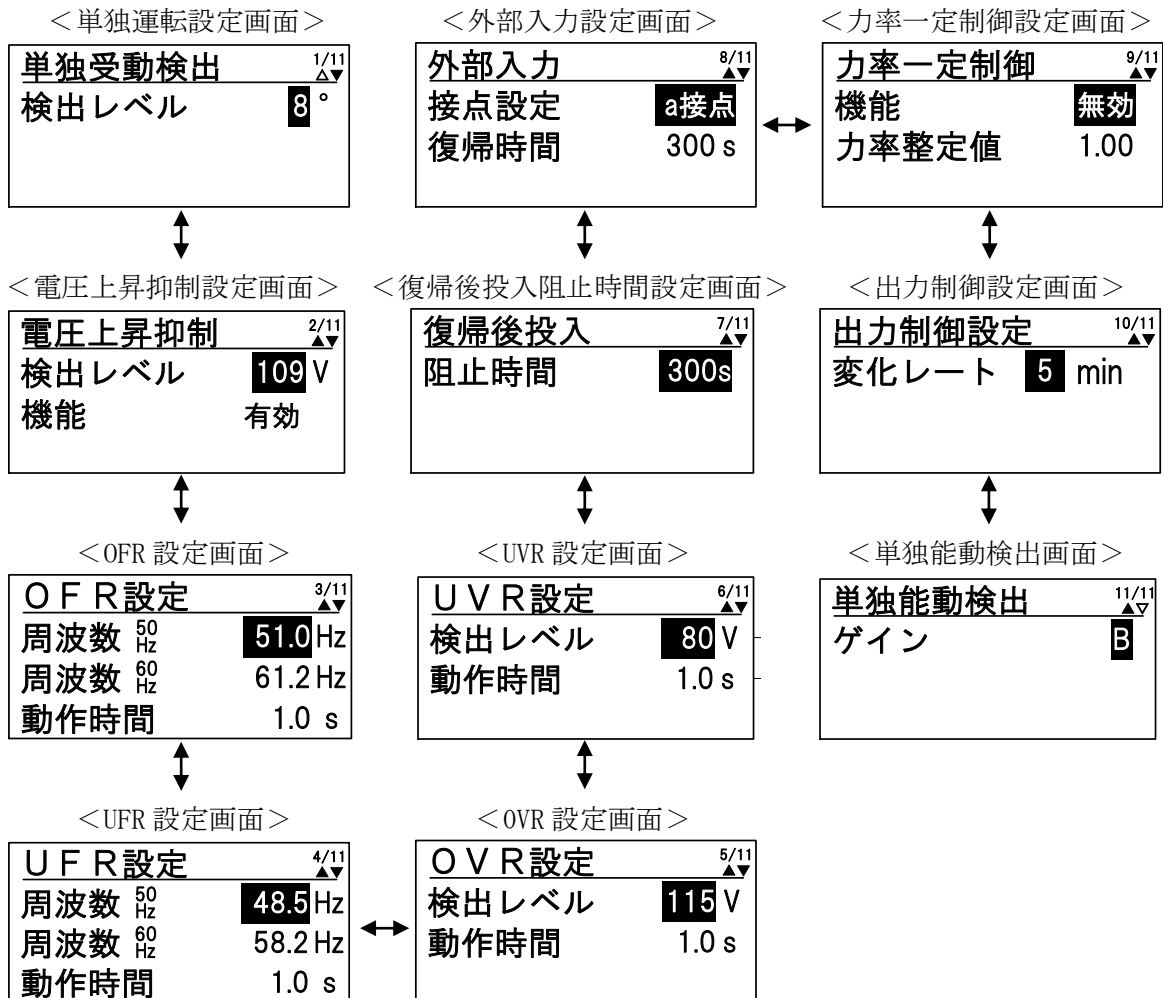 ＜単独運転設定画面＞
単独受動検出 1/11
△▼
検出レベル 8 °
＜電圧上昇抑制設定画面＞
電圧上昇抑制 2/11
▲▼
検出レベル 109 V
機能 有効
＜OFR 設定画面＞
ＯＦＲ設定 3/11
▲▼
周波数 50Hz 51.0 Hz
周波数 60Hz 61.2 Hz
動作時間 1.0 s
＜UFR 設定画面＞
ＵＦＲ設定 4/11
▲▼
周波数 50Hz 48.5 Hz
周波数 60Hz 58.2 Hz
動作時間 1.0 s
＜OVR 設定画面＞
ＯＶＲ設定 5/11
▲▼
検出レベル 115 V
動作時間 1.0 s
＜UVR 設定画面＞
ＵＶＲ設定 6/11
▲▼
検出レベル 80 V
動作時間 1.0 s
＜復帰後投入阻止時間設定画面＞
復帰後投入 7/11
▲▼
阻止時間 300s
＜外部入力設定画面＞
外部入力 8/11
▲▼
接点設定 a接点
復帰時間 300 s
＜力率一定制御設定画面＞
力率一定制御 9/11
▲▼
機能 無効
力率整定値 1.00
＜出力制御設定画面＞
出力制御設定 10/11
▲▼
変化レート 5 min
＜単独能動検出画面＞
単独能動検出 11/11
▲▽
ゲイン B